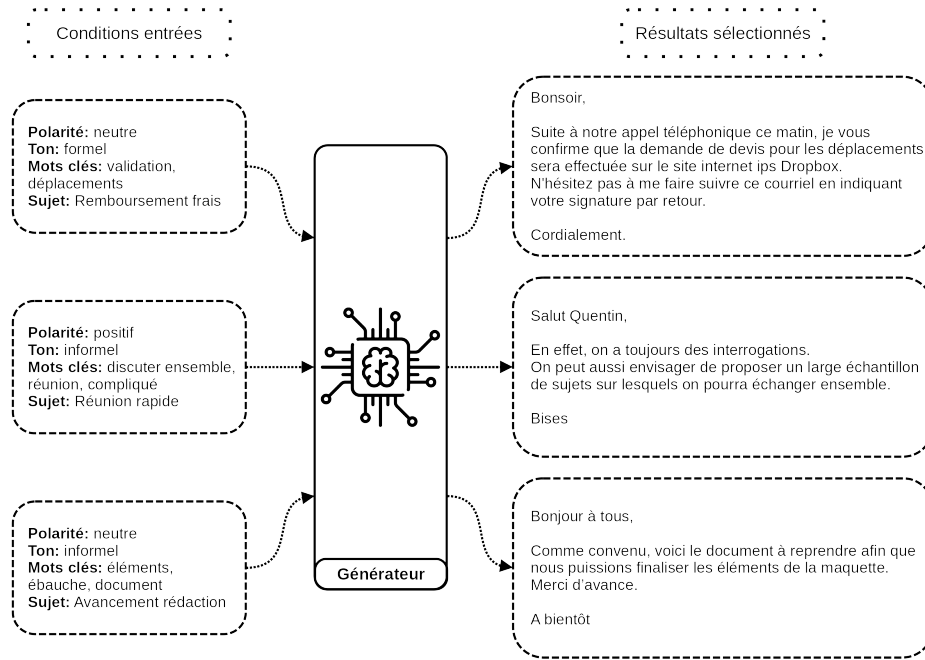 Conditions entrées
Résultats sélectionnés
Polarité: neutre
Ton: formel
Mots clés: validation,
déplacements
Sujet: Remboursement frais
Polarité: positif
Ton: informel
Mots clés: discuter ensemble,
réunion, compliqué
Sujet: Réunion rapide
Polarité: neutre
Ton: informel
Mots clés: éléments,
ébauche, document
Sujet: Avancement rédaction
Générateur
Bonsoir,
Suite à notre appel téléphonique ce matin, je vous
confirme que la demande de devis pour les déplacements
sera effectuée sur le site internet ips Dropbox.
N'hésitez pas à me faire suivre ce courriel en indiquant
votre signature par retour.
Cordialement.
Salut Quentin,
En effet, on a toujours des interrogations.
On peut aussi envisager de proposer un large échantillon
de sujets sur lesquels on pourra échanger ensemble.
Bises
Bonjour à tous,
Comme convenu, voici le document à reprendre afin que
nous puissions finaliser les éléments de la maquette.
Merci d'avance.
A bientôt